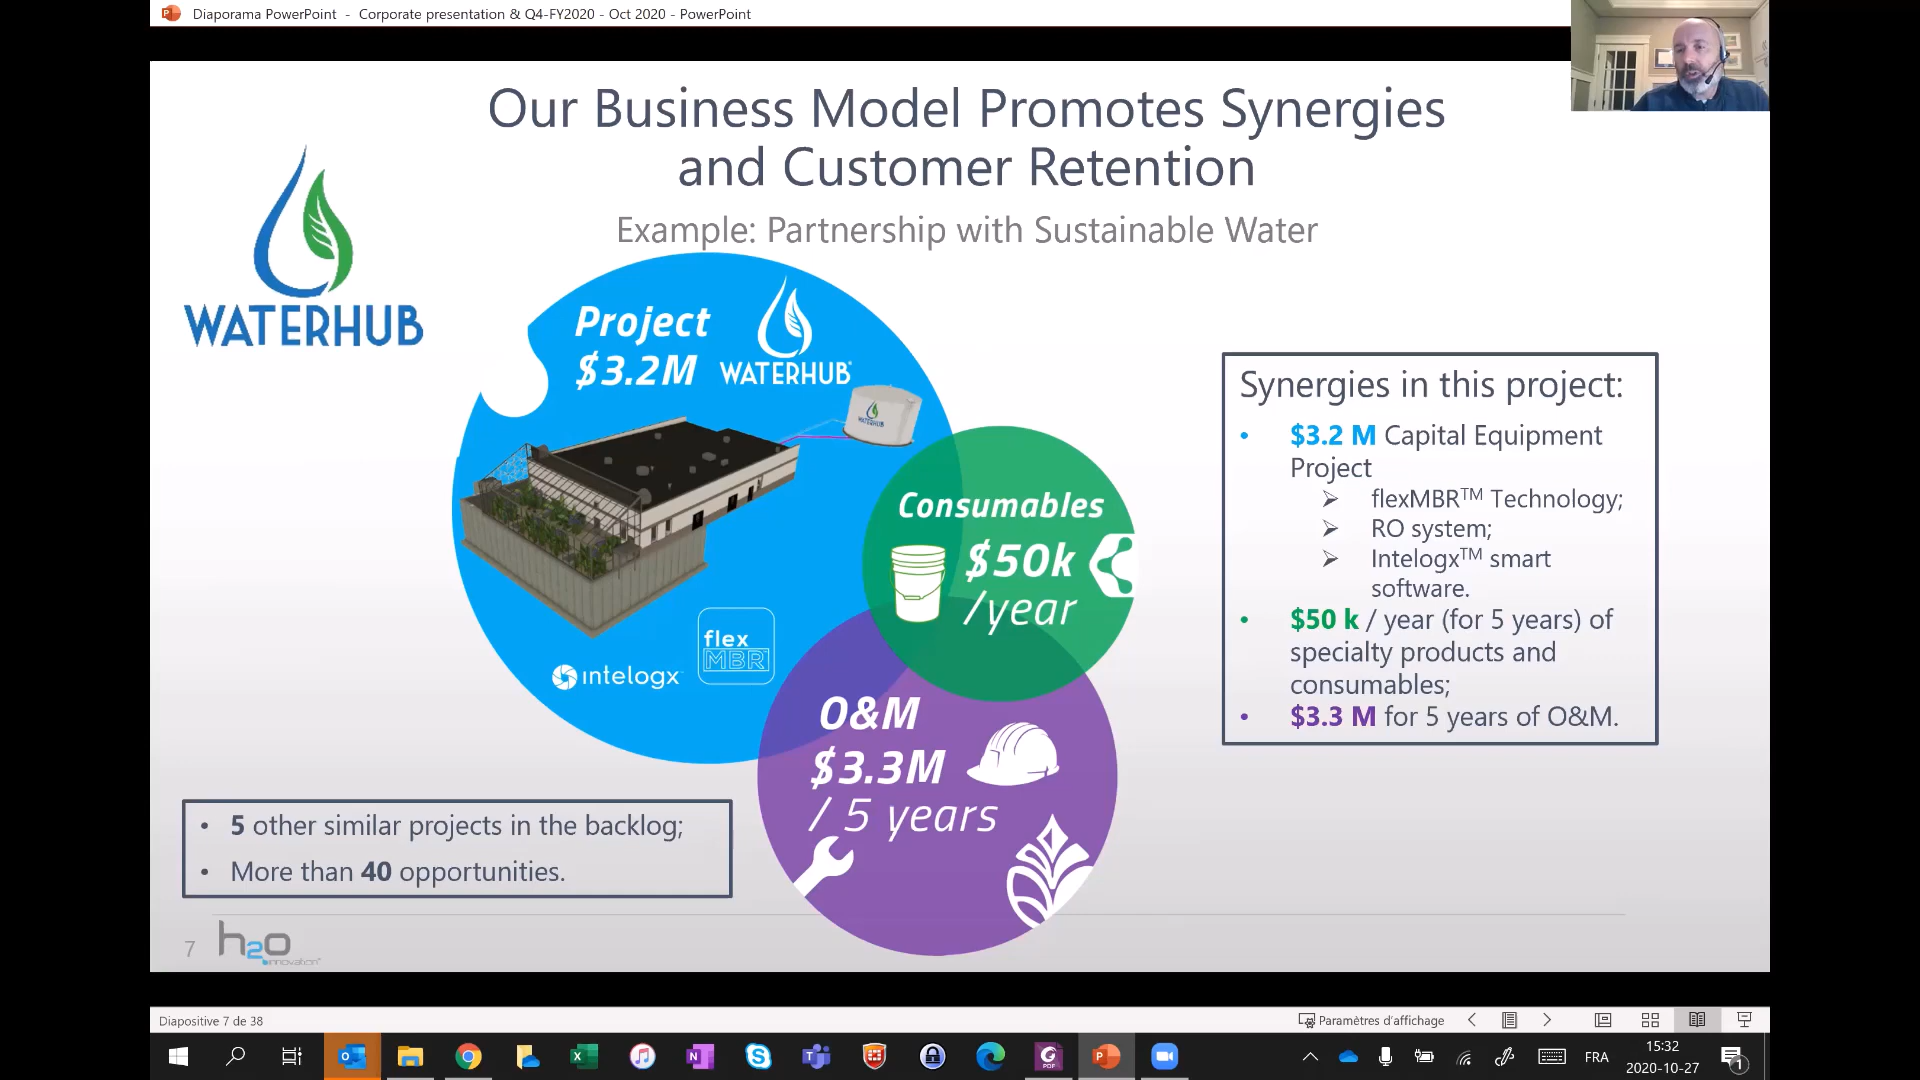 Diaporama PowerPoint - Corporate presentation & Q4-FY2020 - Oct 2020 - PowerPoint
Our Business Model Promotes Synergies
and Customer Retention
Example: Partnership with Sustainable Water
WATERHUB
Project
$3.2M
WATERHUB
WATERHUB
intelogx
flex
MBR
Consumables
$50k
/year
O&M
$3.3M
/ 5 years
Synergies in this project:
• $3.2 M Capital Equipment
Project
➢ flexMBR™ Technology;
➢ RO system;
➢ Intelogx™ smart
software.
• $50 k / year (for 5 years) of
specialty products and
consumables;
• $3.3 M for 5 years of O&M.
• 5 other similar projects in the backlog;
• More than 40 opportunities.
7
h2o
innovation
Diapositive 7 de 38
Paramètres d'affichage
FRA
15:32
2020-10-27
1